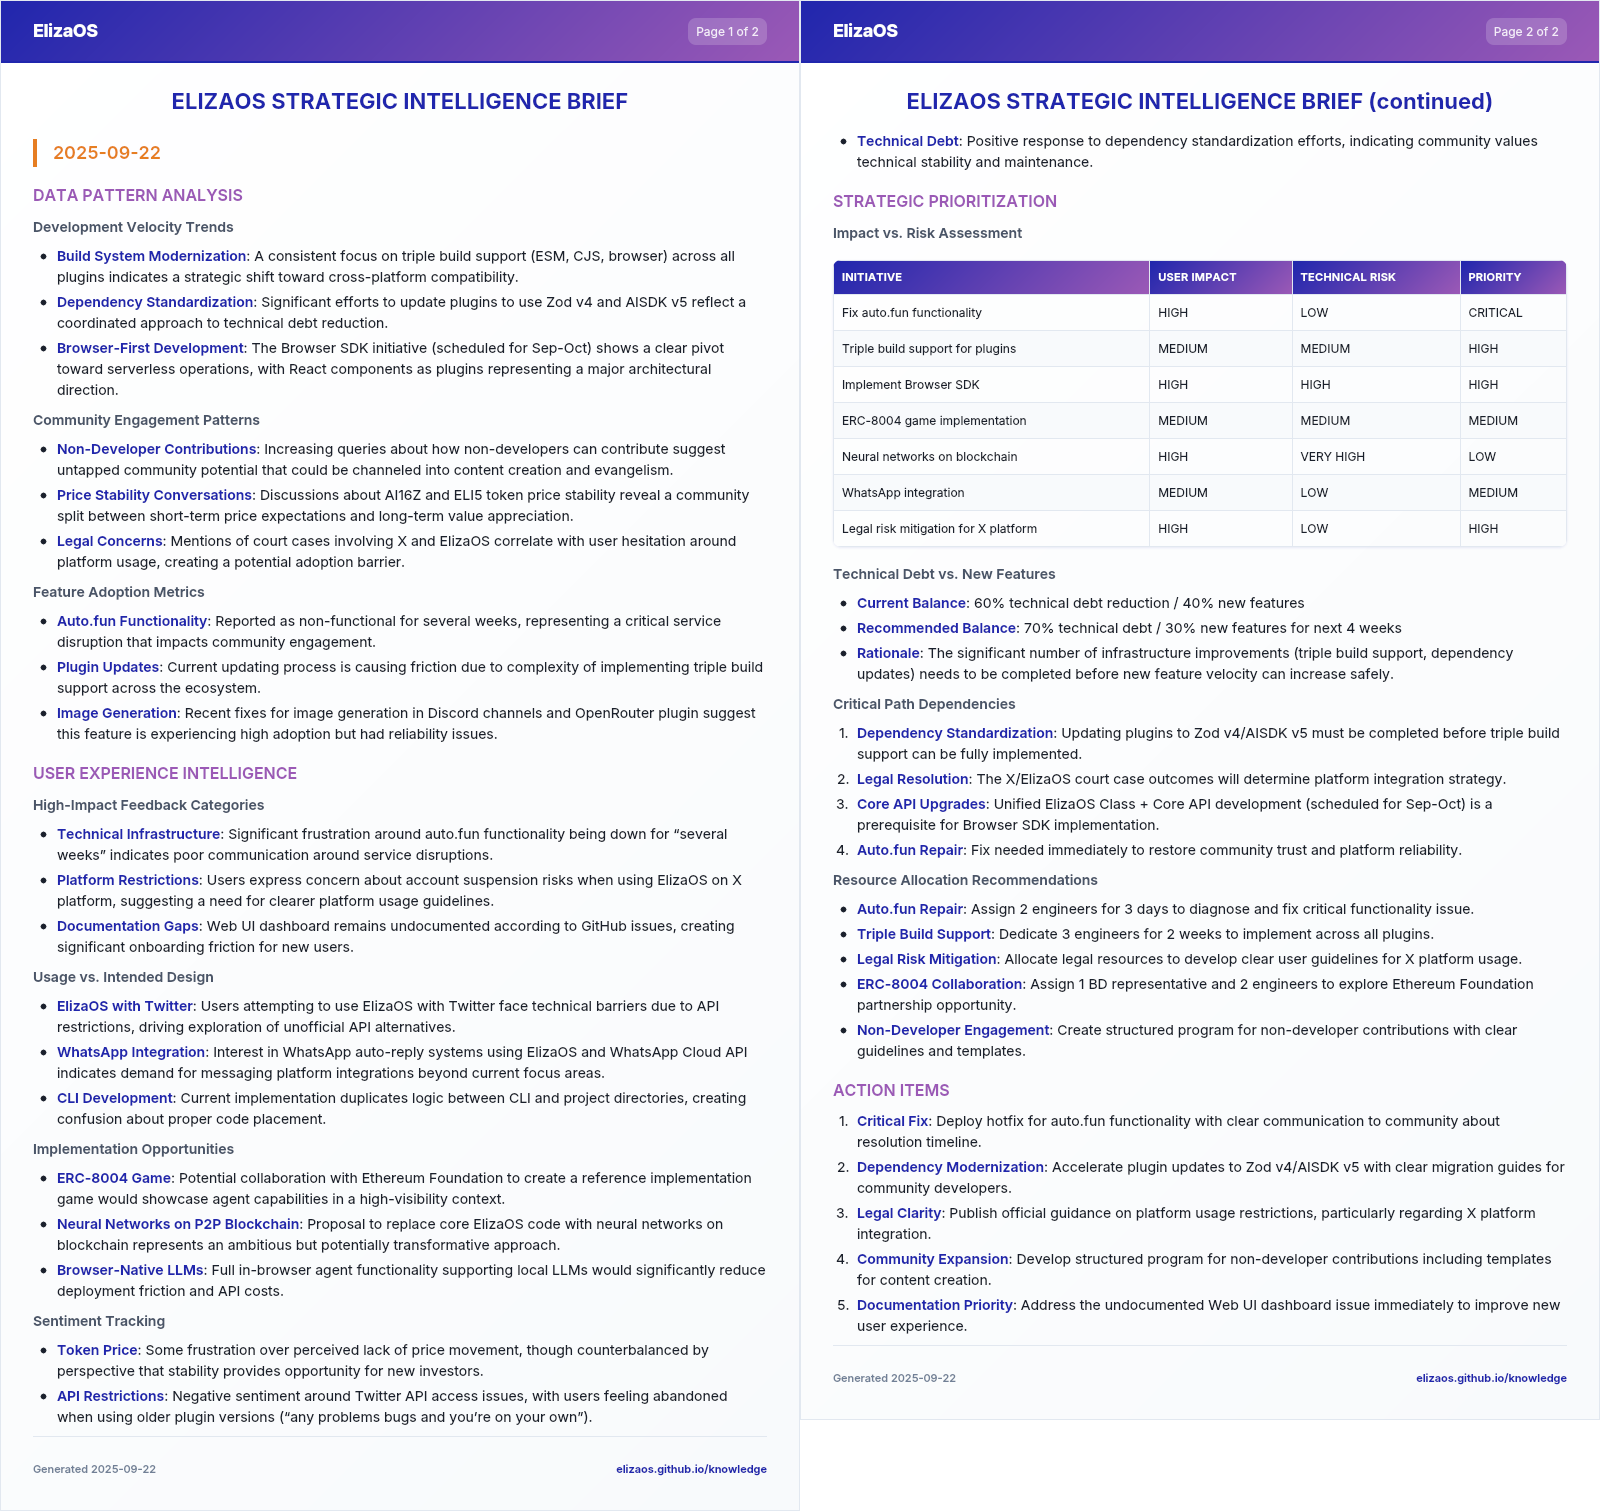 ElizaOS
Page 1 of 2
ELIZAOS STRATEGIC INTELLIGENCE BRIEF
2025-09-22
DATA PATTERN ANALYSIS
Development Velocity Trends
• Build System Modernization: A consistent focus on triple build support (ESM, CJS, browser) across all
plugins indicates a strategic shift toward cross-platform compatibility.
• Dependency Standardization: Significant efforts to update plugins to use Zod v4 and AISDK v5 reflect a
coordinated approach to technical debt reduction.
• Browser-First Development: The Browser SDK initiative (scheduled for Sep-Oct) shows a clear pivot
toward serverless operations, with React components as plugins representing a major architectural
direction.
Community Engagement Patterns
• Non-Developer Contributions: Increasing queries about how non-developers can contribute suggest
untapped community potential that could be channeled into content creation and evangelism.
• Price Stability Conversations: Discussions about AI16Z and ELI5 token price stability reveal a community
split between short-term price expectations and long-term value appreciation.
• Legal Concerns: Mentions of court cases involving X and ElizaOS correlate with user hesitation around
platform usage, creating a potential adoption barrier.
Feature Adoption Metrics
• Auto.fun Functionality: Reported as non-functional for several weeks, representing a critical service
disruption that impacts community engagement.
• Plugin Updates: Current updating process is causing friction due to complexity of implementing triple build
support across the ecosystem.
• Image Generation: Recent fixes for image generation in Discord channels and OpenRouter plugin suggest
this feature is experiencing high adoption but had reliability issues.
USER EXPERIENCE INTELLIGENCE
High-Impact Feedback Categories
• Technical Infrastructure: Significant frustration around auto.fun functionality being down for “several
weeks” indicates poor communication around service disruptions.
• Platform Restrictions: Users express concern about account suspension risks when using ElizaOS on X
platform, suggesting a need for clearer platform usage guidelines.
• Documentation Gaps: Web UI dashboard remains undocumented according to GitHub issues, creating
significant onboarding friction for new users.
Usage vs. Intended Design
• ElizaOS with Twitter: Users attempting to use ElizaOS with Twitter face technical barriers due to API
restrictions, driving exploration of unofficial API alternatives.
• WhatsApp Integration: Interest in WhatsApp auto-reply systems using ElizaOS and WhatsApp Cloud API
indicates demand for messaging platform integrations beyond current focus areas.
• CLI Development: Current implementation duplicates logic between CLI and project directories, creating
confusion about proper code placement.
Implementation Opportunities
• ERC-8004 Game: Potential collaboration with Ethereum Foundation to create a reference implementation
game would showcase agent capabilities in a high-visibility context.
• Neural Networks on P2P Blockchain: Proposal to replace core ElizaOS code with neural networks on
blockchain represents an ambitious but potentially transformative approach.
• Browser-Native LLMs: Full in-browser agent functionality supporting local LLMs would significantly reduce
deployment friction and API costs.
Sentiment Tracking
• Token Price: Some frustration over perceived lack of price movement, though counterbalanced by
perspective that stability provides opportunity for new investors.
• API Restrictions: Negative sentiment around Twitter API access issues, with users feeling abandoned
when using older plugin versions (“any problems bugs and you’re on your own”).
Generated 2025-09-22
elizaos.github.io/knowledge
ElizaOS
Page 2 of 2
ELIZAOS STRATEGIC INTELLIGENCE BRIEF (continued)
• Technical Debt: Positive response to dependency standardization efforts, indicating community values
technical stability and maintenance.
STRATEGIC PRIORITIZATION
Impact vs. Risk Assessment
INITIATIVE USER IMPACT TECHNICAL RISK PRIORITY
Fix auto.fun functionality HIGH LOW CRITICAL
Triple build support for plugins MEDIUM MEDIUM HIGH
Implement Browser SDK HIGH HIGH HIGH
ERC-8004 game implementation MEDIUM MEDIUM MEDIUM
Neural networks on blockchain HIGH VERY HIGH LOW
WhatsApp integration MEDIUM LOW MEDIUM
Legal risk mitigation for X platform HIGH LOW HIGH
Technical Debt vs. New Features
• Current Balance: 60% technical debt reduction / 40% new features
• Recommended Balance: 70% technical debt / 30% new features for next 4 weeks
• Rationale: The significant number of infrastructure improvements (triple build support, dependency
updates) needs to be completed before new feature velocity can increase safely.
Critical Path Dependencies
1. Dependency Standardization: Updating plugins to Zod v4/AISDK v5 must be completed before triple build
support can be fully implemented.
2. Legal Resolution: The X/ElizaOS court case outcomes will determine platform integration strategy.
3. Core API Upgrades: Unified ElizaOS Class + Core API development (scheduled for Sep-Oct) is a
prerequisite for Browser SDK implementation.
4. Auto.fun Repair: Fix needed immediately to restore community trust and platform reliability.
Resource Allocation Recommendations
• Auto.fun Repair: Assign 2 engineers for 3 days to diagnose and fix critical functionality issue.
• Triple Build Support: Dedicate 3 engineers for 2 weeks to implement across all plugins.
• Legal Risk Mitigation: Allocate legal resources to develop clear user guidelines for X platform usage.
• ERC-8004 Collaboration: Assign 1 BD representative and 2 engineers to explore Ethereum Foundation
partnership opportunity.
• Non-Developer Engagement: Create structured program for non-developer contributions with clear
guidelines and templates.
ACTION ITEMS
1. Critical Fix: Deploy hotfix for auto.fun functionality with clear communication to community about
resolution timeline.
2. Dependency Modernization: Accelerate plugin updates to Zod v4/AISDK v5 with clear migration guides for
community developers.
3. Legal Clarity: Publish official guidance on platform usage restrictions, particularly regarding X platform
integration.
4. Community Expansion: Develop structured program for non-developer contributions including templates
for content creation.
5. Documentation Priority: Address the undocumented Web UI dashboard issue immediately to improve new
user experience.
Generated 2025-09-22
elizaos.github.io/knowledge